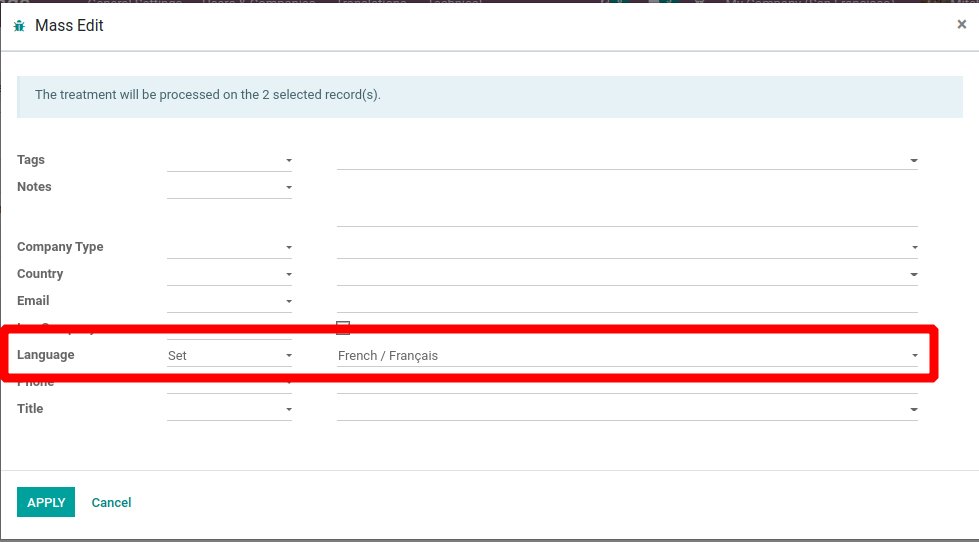 Mass Edit
×
The treatment will be processed on the 2 selected record(s).
Tags
Notes
Company Type
Country
Email
Language Set French / Français
Phone
Title
APPLY Cancel